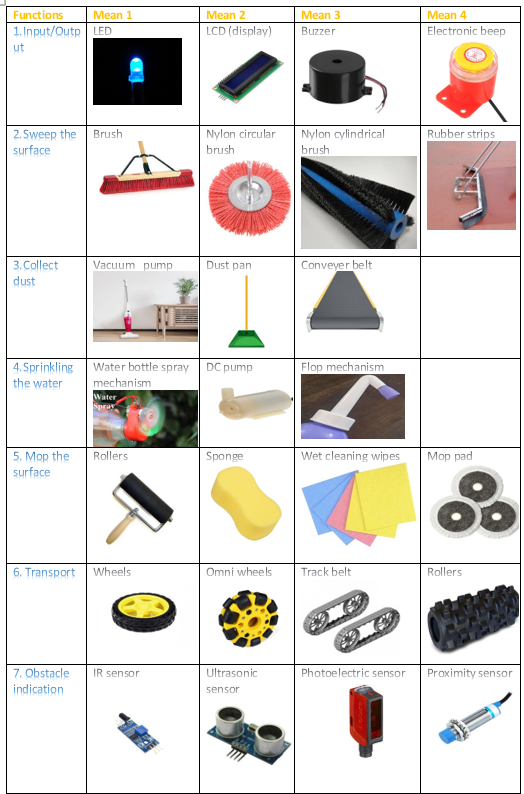 Functions Mean 1 Mean 2 Mean 3 Mean 4
1.Input/Outp
ut
LED
LCD (display)
Buzzer
Electronic beep
2.Sweep the
surface
Brush
Nylon circular
brush
Nylon cylindrical
brush
Rubber strips
3.Collect
dust
Vacuum pump
Dust pan
Conveyer belt
4.Sprinkling
the water
Water bottle spray
mechanism
Water
Spray
DC pump
Flop mechanism
5. Mop the
surface
Rollers
Sponge
Wet cleaning wipes
Mop pad
6. Transport
Wheels
Omni wheels
Track belt
Rollers
7. Obstacle
indication
IR sensor
Ultrasonic
sensor
Photoelectric sensor
Proximity sensor